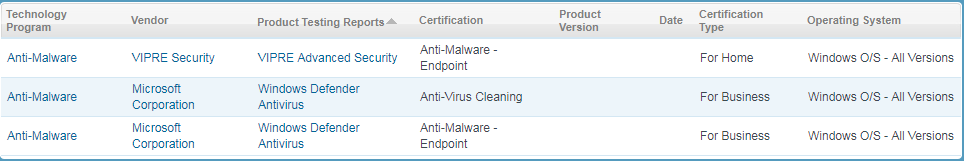 Technology Program Vendor Product Testing Reports Certification Product Version Date Certification Type Operating System
Anti-Malware VIPRE Security VIPRE Advanced Security Anti-Malware - Endpoint For Home Windows O/S - All Versions
Anti-Malware Microsoft Corporation Windows Defender Antivirus Anti-Virus Cleaning For Business Windows O/S - All Versions
Anti-Malware Microsoft Corporation Windows Defender Antivirus Anti-Malware - Endpoint For Business Windows O/S - All Versions